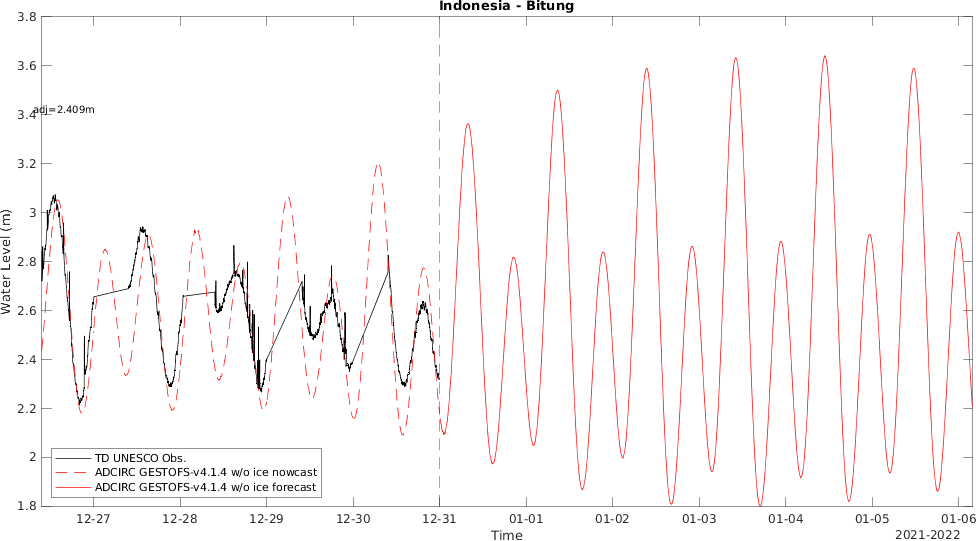 Indonesia - Bitung
3.8
3.6
3.4
3.2
3
2.8
2.6
2.4
2.2
2
1.8
adj=2.409m
Water Level (m)
TD UNESCO Obs.
ADCIRC GESTOFS-v4.1.4 w/o ice nowcast
ADCIRC GESTOFS-v4.1.4 w/o ice forecast
12-27 12-28 12-29 12-30 12-31 01-01 01-02 01-03 01-04 01-05 01-06
Time
2021-2022